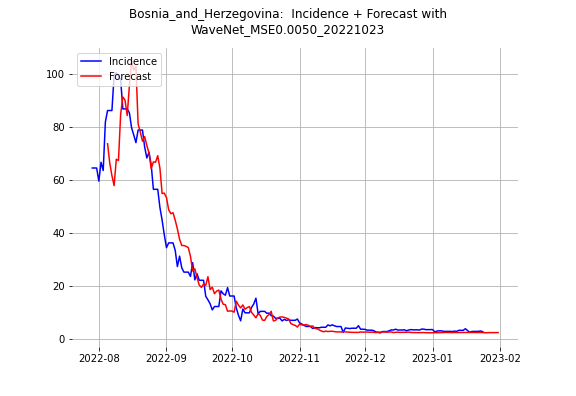 Bosnia_and_Herzegovina:  Incidence + Forecast with
WaveNet_MSE0.0050_20221023
Incidence
Forecast
100
80
60
40
20
0
2022-08 2022-09 2022-10 2022-11 2022-12 2023-01 2023-02